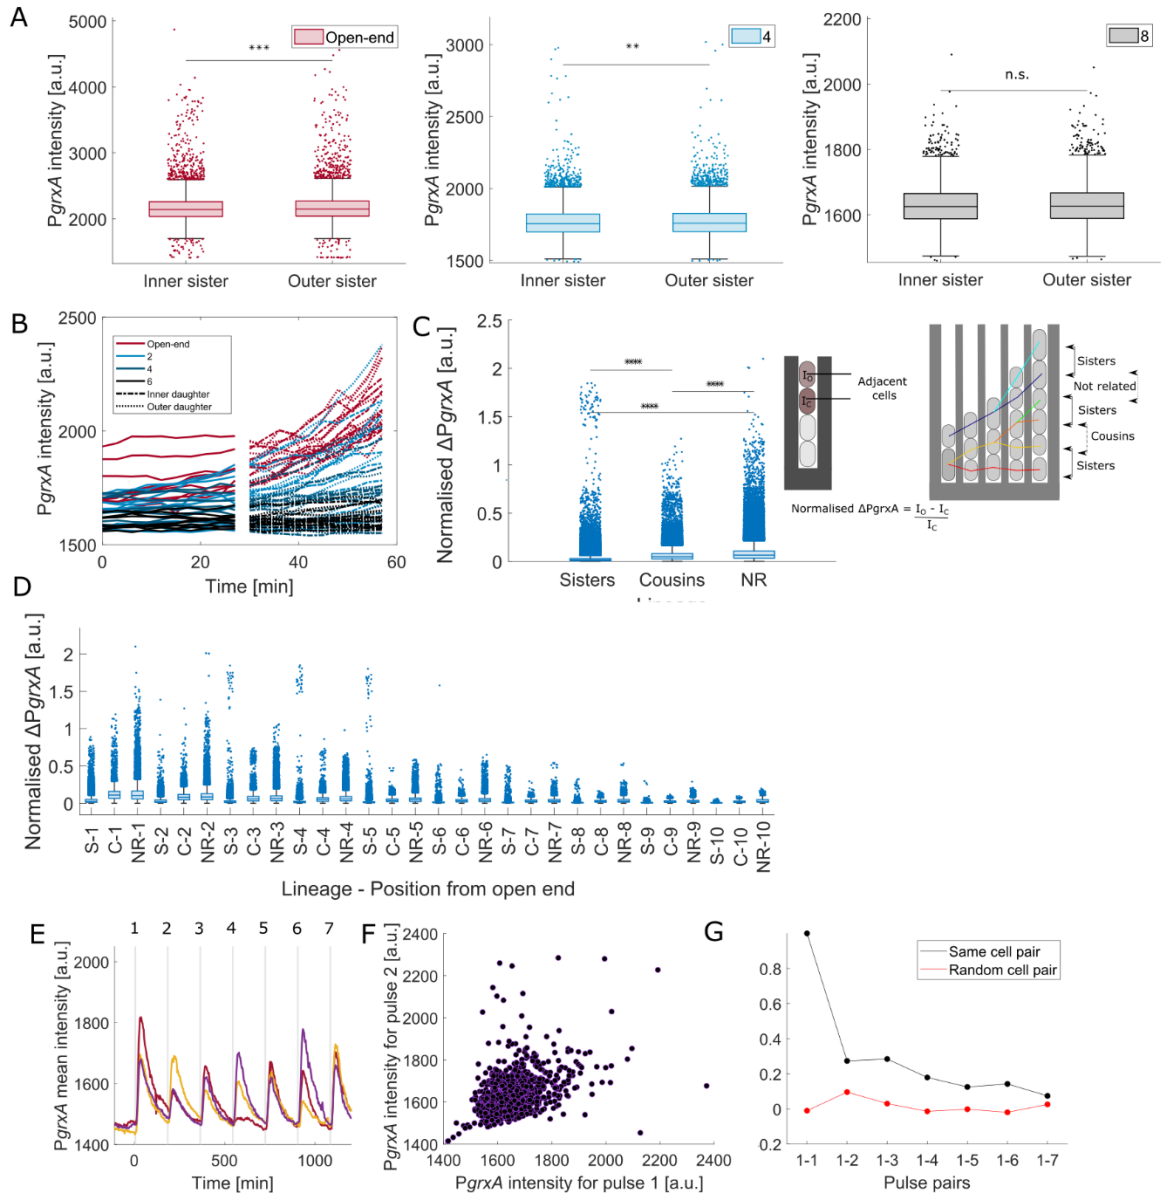 A
PgrxA intensity [a.u.]
5000
4000
3000
2000
***
Open-end
Inner sister
Outer sister
PgrxA intensity [a.u.]
3000
2500
2000
1500
**
4
Inner sister
Outer sister
PgrxA intensity [a.u.]
2200
2000
1800
1600
n.s.
8
Inner sister
Outer sister
B
PgrxA intensity [a.u.]
2500
2000
1500
Open-end
2
4
6
Inner daughter
Outer daughter
0
20
40
60
Time [min]
C
Normalised ΔPgrxA
2.5
2
1.5
1
0.5
0
****
****
****
Sisters
Cousins
NR
I_O
I_C
Adjacent
cells
Normalised ΔPgrxA = I_O - I_C
I_C
Sisters
Not related
Sisters
Cousins
Sisters
D
Normalised ΔPgrxA [a.u.]
2
1.5
1
0.5
0
S-1
C-1
NR-1
S-2
C-2
NR-2
S-3
C-3
NR-3
S-4
C-4
NR-4
S-5
C-5
NR-5
S-6
C-6
NR-6
S-7
C-7
NR-7
S-8
C-8
NR-8
S-9
C-9
NR-9
S-10
C-10
NR-10
Lineage - Position from open end
E
1 2 3 4 5 6 7
PgrxA mean intensity [a.u.]
2000
1800
1600
1400
0
500
1000
Time [min]
F
PgrxA intensity for pulse 2 [a.u.]
2400
2200
2000
1800
1600
1400
1400
1600
1800
2000
2200
2400
PgrxA intensity for pulse 1 [a.u.]
G
0.8
0.6
0.4
0.2
0
0.2
Same cell pair
Random cell pair
1-1
1-2
1-3
1-4
1-5
1-6
1-7
Pulse pairs